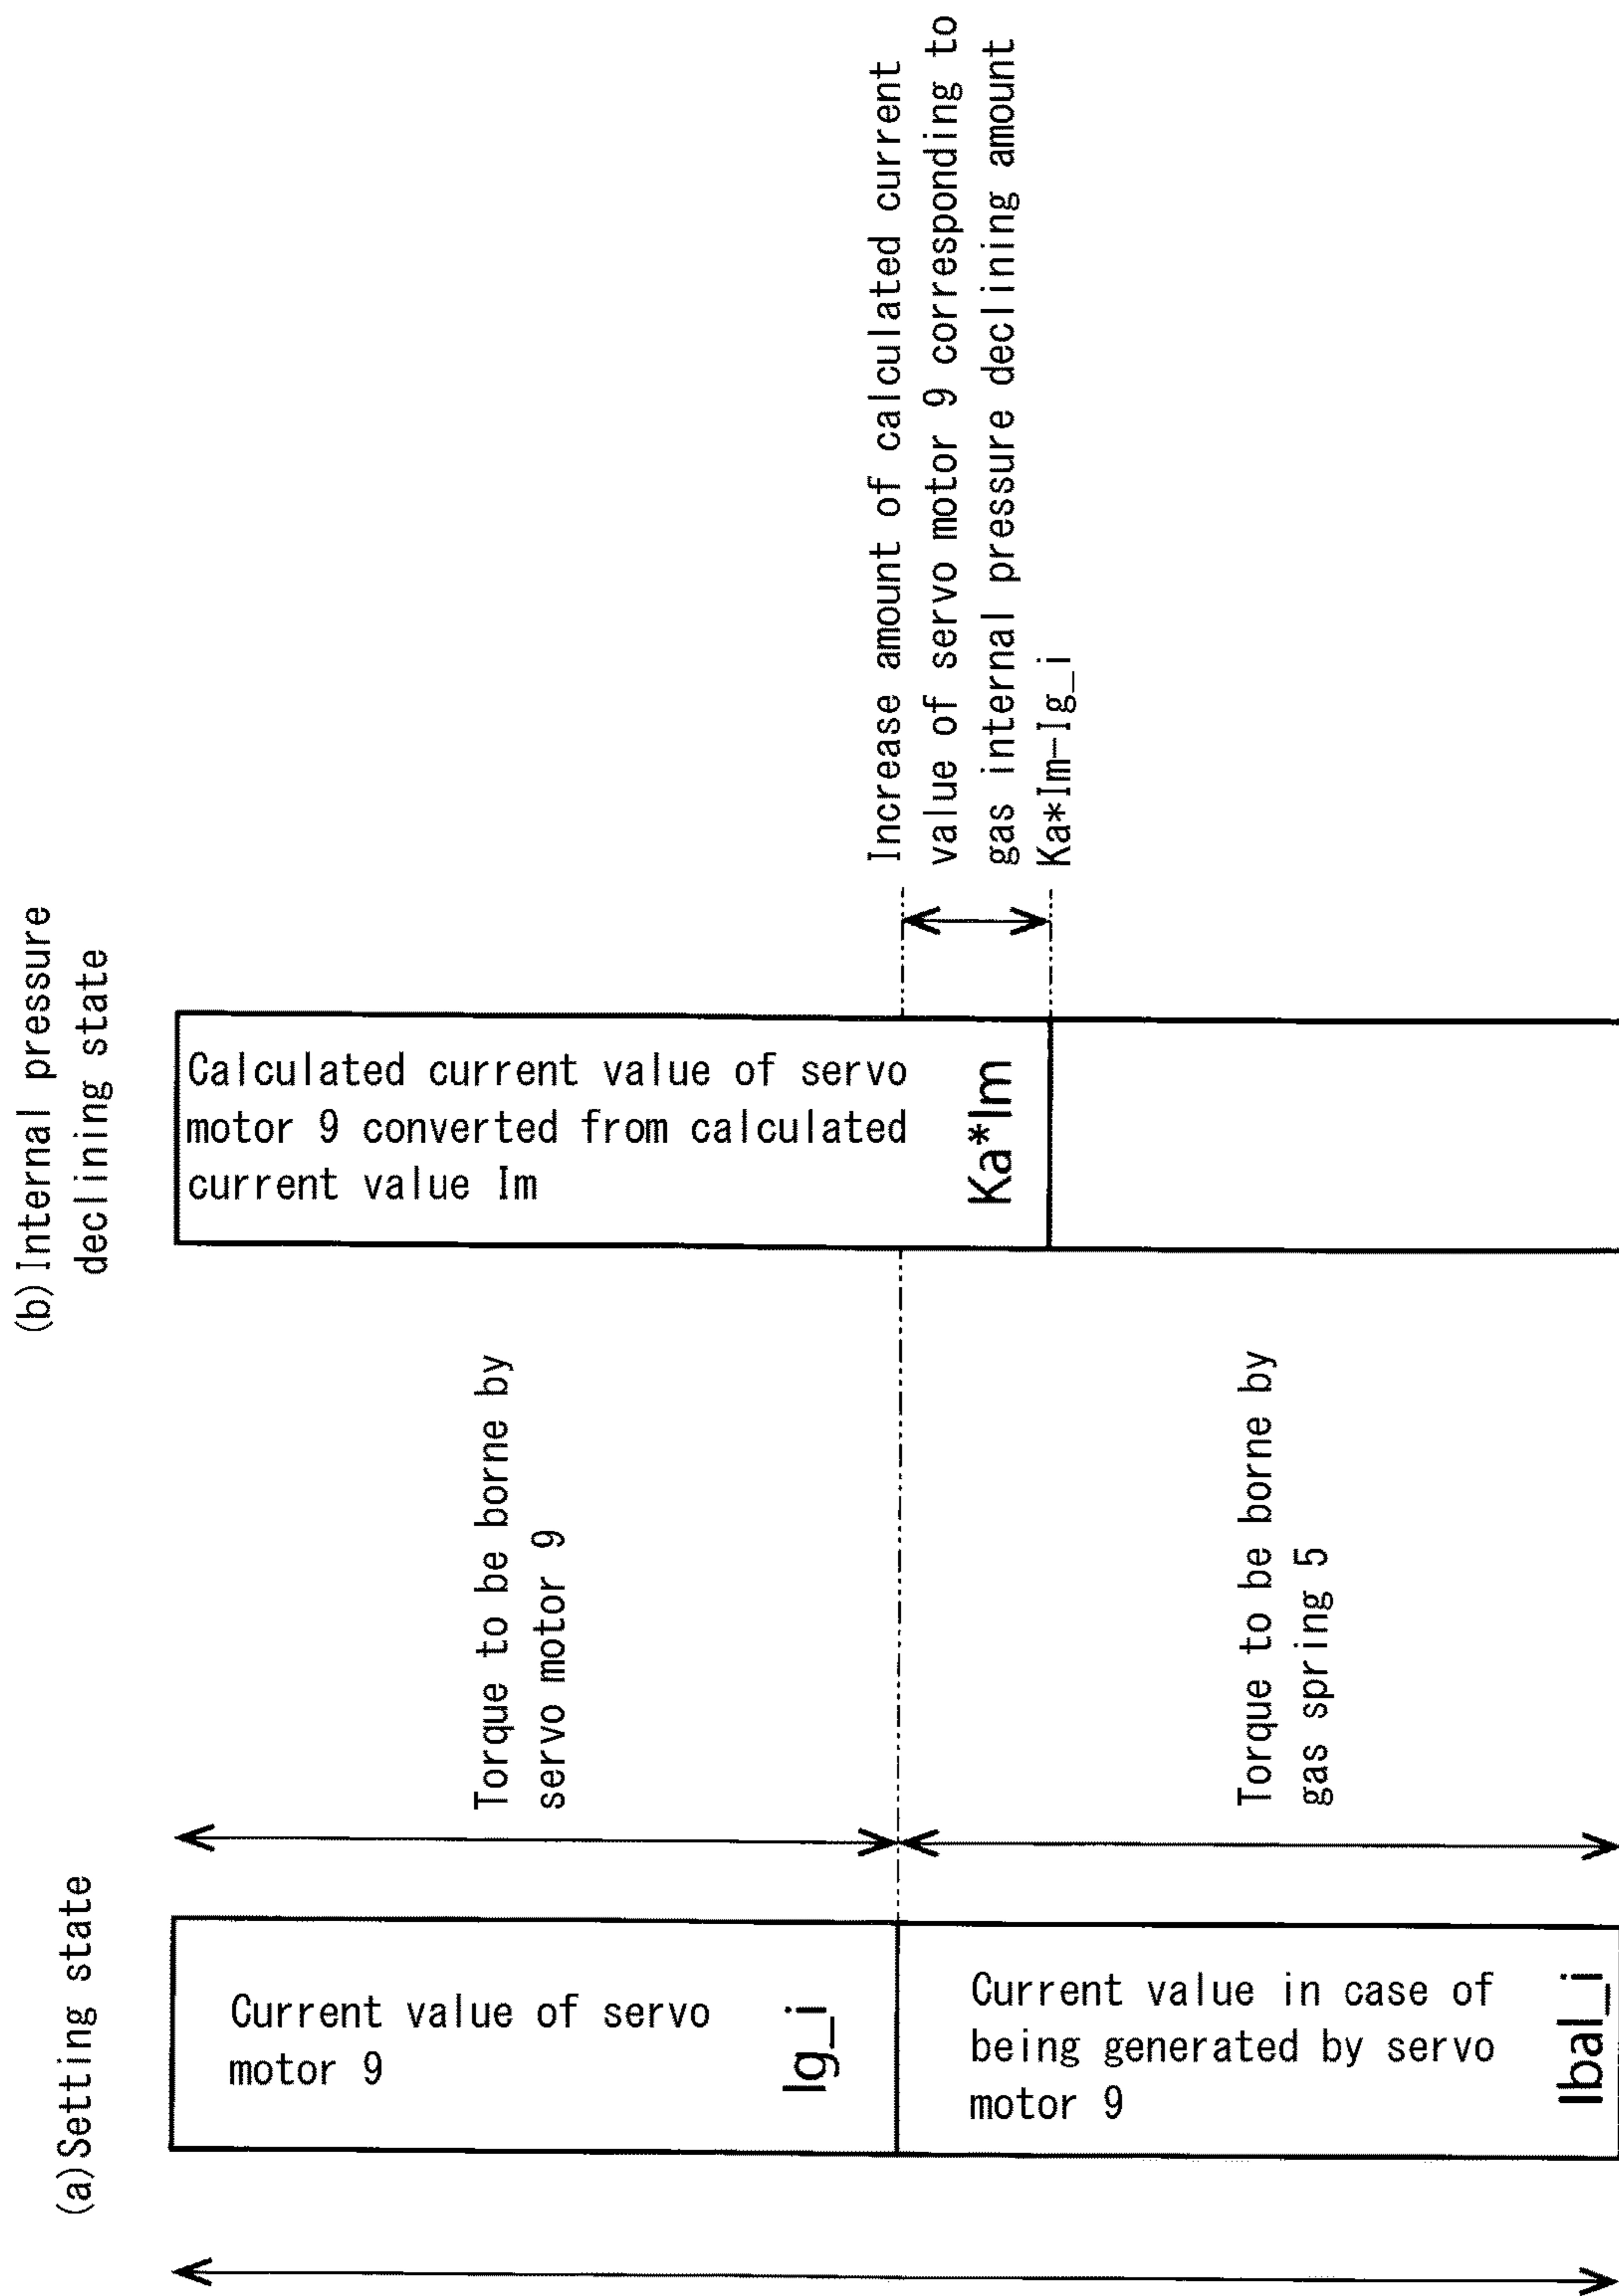 (a)Setting state
Current value of servo
motor 9
Ig_i
Current value in case of
being generated by servo
motor 9
Ibal_i
Torque to be borne by
servo motor 9
Torque to be borne by
gas spring 5
(b)Internal pressure
declining state
Calculated current value of servo
motor 9 converted from calculated
current value Im
Ka*Im
Increase amount of calculated current
value of servo motor 9 corresponding to
gas internal pressure declining amount
Ka*Im-Ig_i